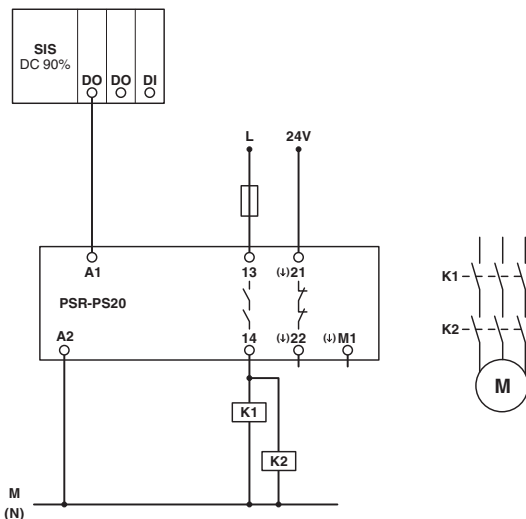 SIS
DC 90%
DO DO DI
L 24V
A1 13 (↓)21
PSR-PS20
A2 14 (↓)22 (↓)M1
K1
K2
M
(N)
K1
K2
M